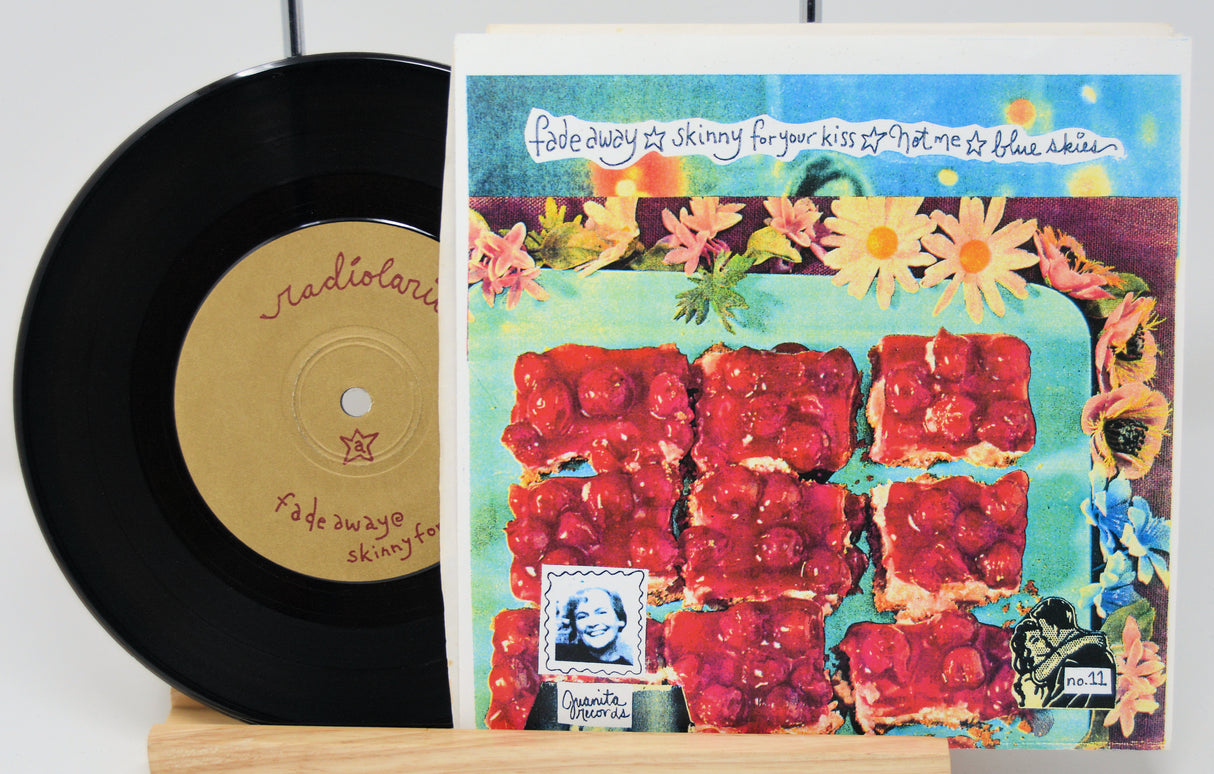 radiolari
a
fade away@
skinny for
fade away ☆ skinny for your kiss ☆ not me ☆ blue skies
Juanita
records
no.11